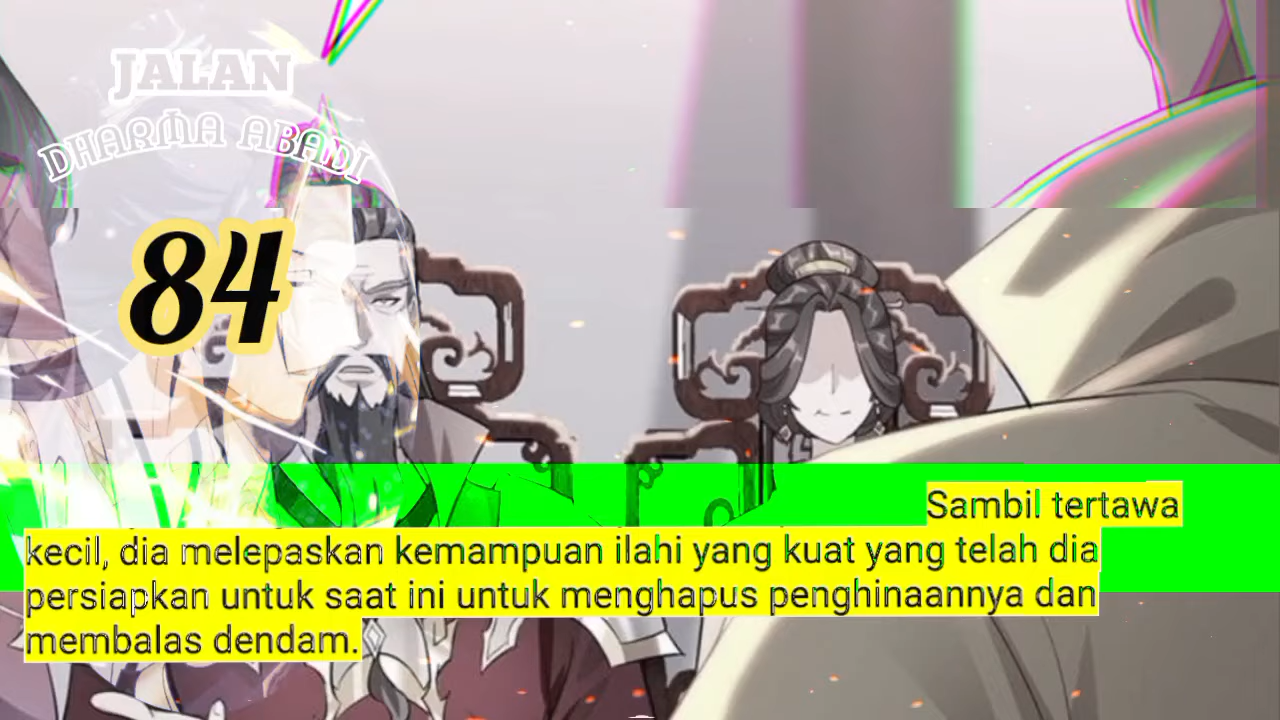 JALAN
DHARMA ABADI
84
Sambil tertawa
kecil, dia melepaskan kemampuan ilahi yang kuat yang telah dia
persiapkan untuk saat ini untuk menghapus penghinaannya dan
membalas dendam.